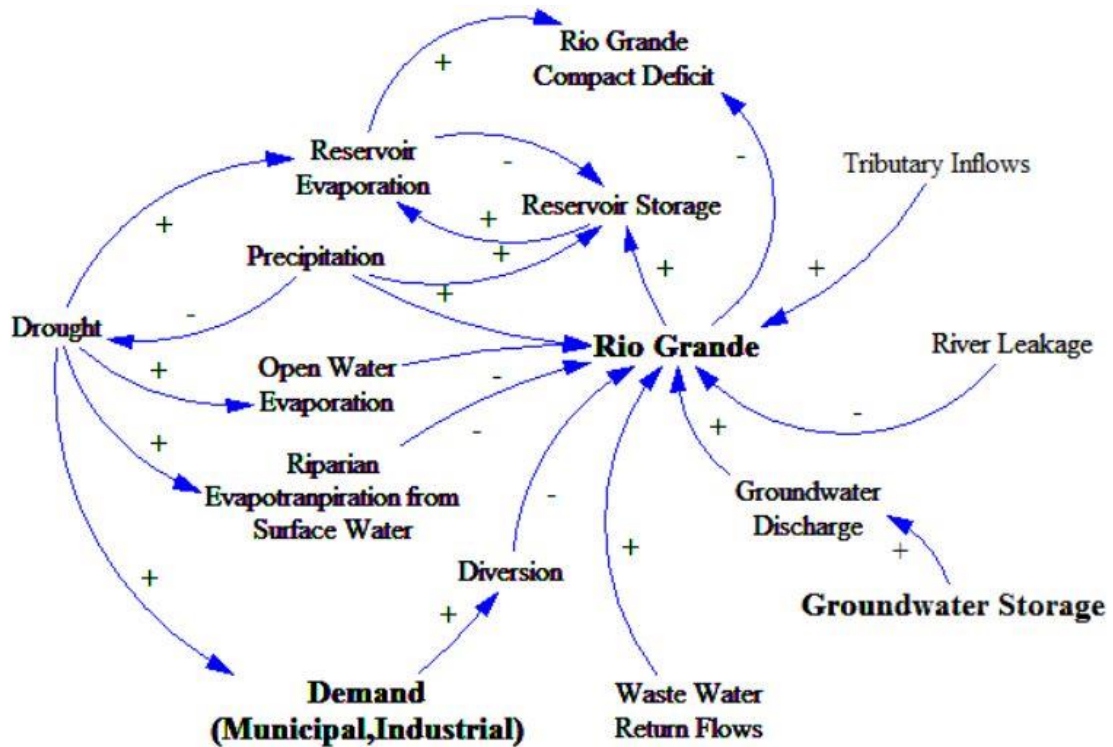 Rio Grande
Compact Deficit
+
Reservoir
Evaporation
-
-
Tributary Inflows
Reservoir Storage
+
+
Precipitation
+
+
+
+
-
Drought
Rio Grande
River Leakage
Open Water
Evaporation
+
-
-
+
-
+
Riparian
Evapotranpiration from
Surface Water
-
Groundwater
Discharge
+
+
Diversion
+
+
Groundwater Storage
Demand
(Municipal,Industrial)
Waste Water
Return Flows